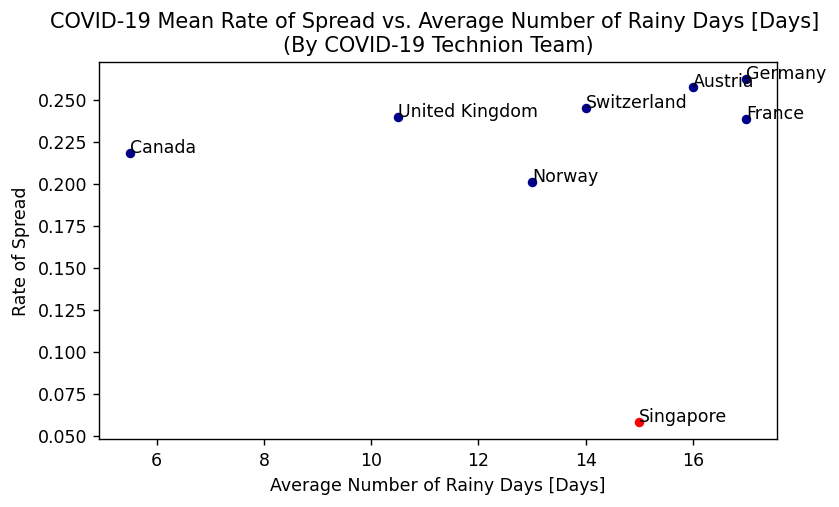 COVID-19 Mean Rate of Spread vs. Average Number of Rainy Days [Days]
(By COVID-19 Technion Team)
Germany
Austria
0.250
Switzerland
United Kingdom
France
0.225
Canada
0.200
Norway
0.175
Rate of Spread
0.150
0.125
0.100
0.075
Singapore
0.050
6 8 10 12 14 16
Average Number of Rainy Days [Days]